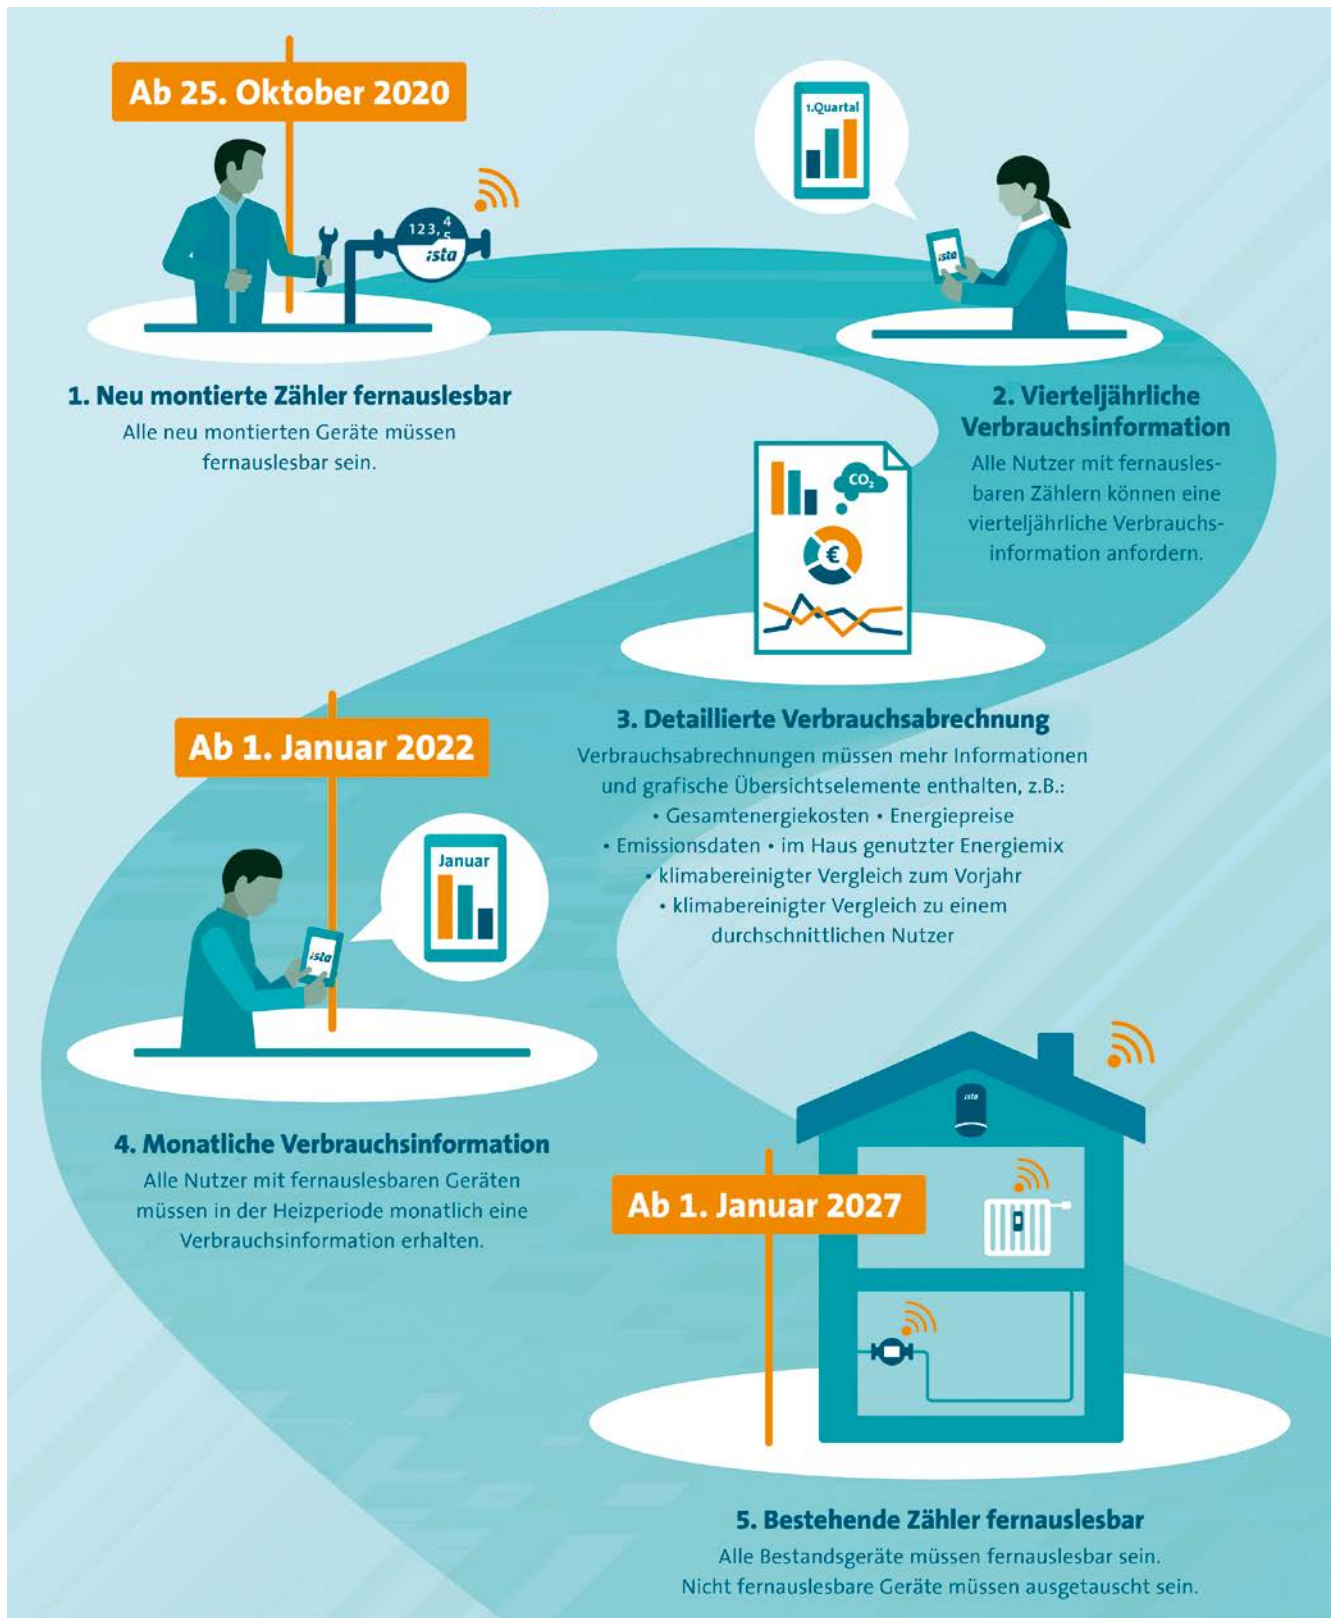 Ab 25. Oktober 2020
123,4
5
ista
1.Quartal
ista
1. Neu montierte Zähler fernauslesbar
Alle neu montierten Geräte müssen
fernauslesbar sein.
2. Vierteljährliche
Verbrauchsinformation
Alle Nutzer mit fernausles-
baren Zählern können eine
vierteljährliche Verbrauchs-
information anfordern.
CO₂
€
3. Detaillierte Verbrauchsabrechnung
Verbrauchsabrechnungen müssen mehr Informationen
und grafische Übersichtselemente enthalten, z.B.:
• Gesamtenergiekosten • Energiepreise
• Emissionsdaten • im Haus genutzter Energiemix
• klimabereinigter Vergleich zum Vorjahr
• klimabereinigter Vergleich zu einem
durchschnittlichen Nutzer
Ab 1. Januar 2022
Januar
ista
4. Monatliche Verbrauchsinformation
Alle Nutzer mit fernauslesbaren Geräten
müssen in der Heizperiode monatlich eine
Verbrauchsinformation erhalten.
ista
Ab 1. Januar 2027
5. Bestehende Zähler fernauslesbar
Alle Bestandsgeräte müssen fernauslesbar sein.
Nicht fernauslesbare Geräte müssen ausgetauscht sein.